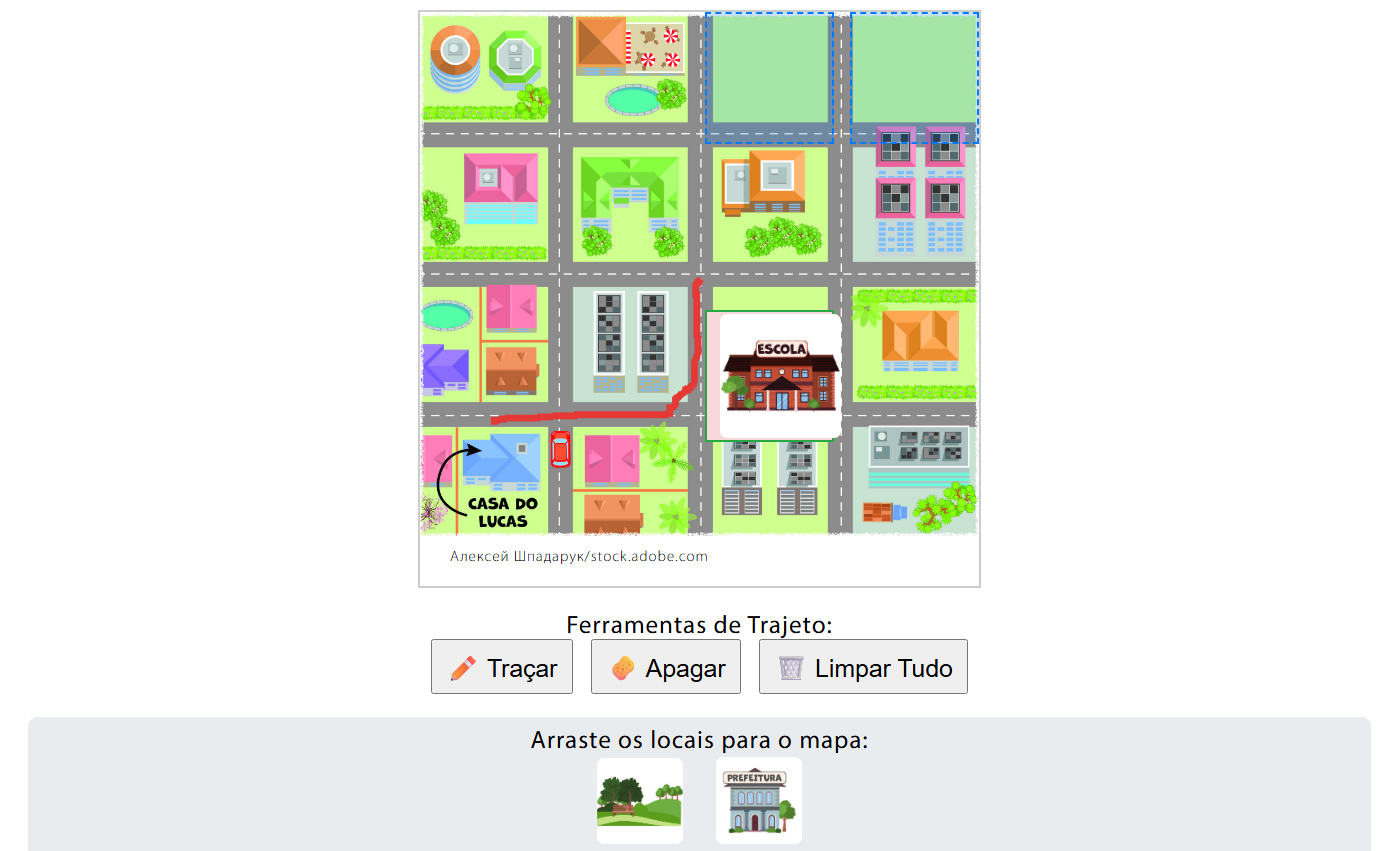 ESCOLA
CASA DO
LUCAS
Алексей Шпадарук/stock.adobe.com
Ferramentas de Trajeto:
Traçar Apagar Limpar Tudo
Arraste os locais para o mapa:
PREFEITURA